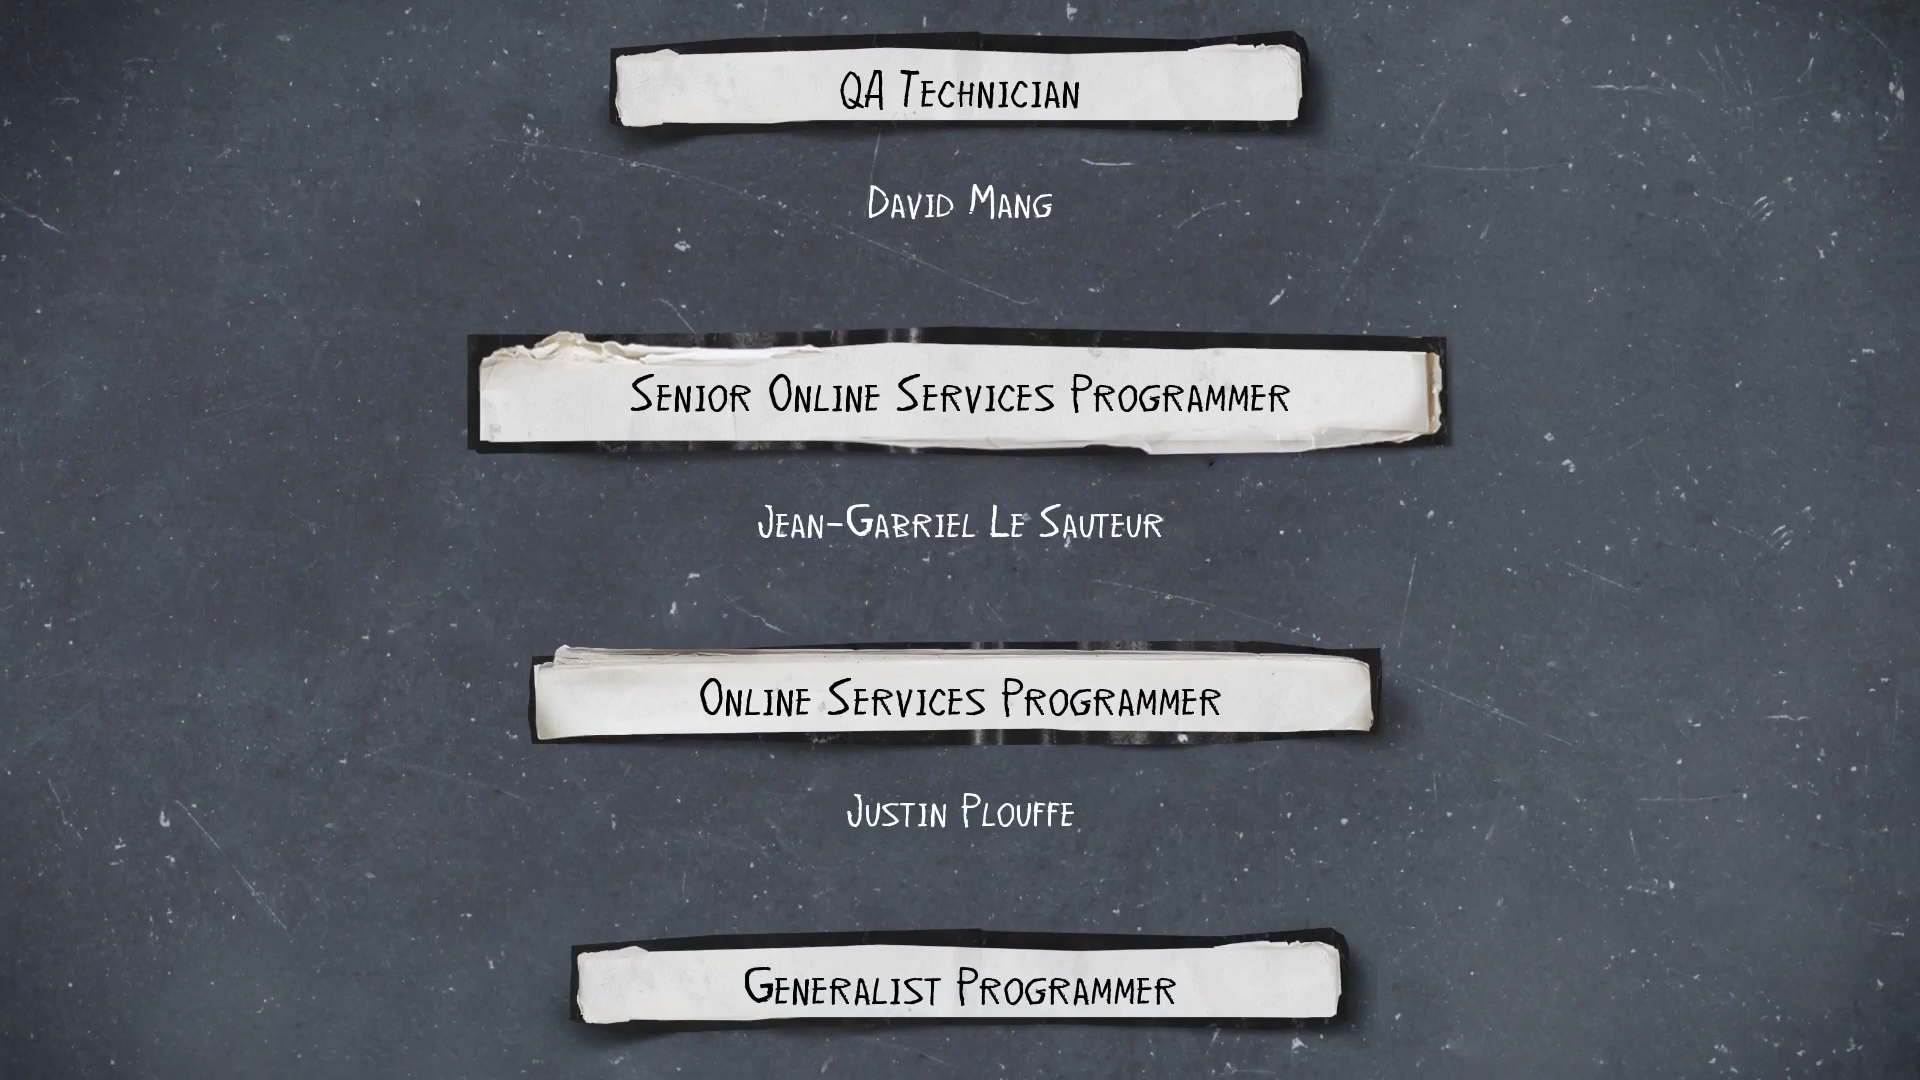 QA Technician
David Mang
Senior Online Services Programmer
Jean-Gabriel Le Sauteur
Online Services Programmer
Justin Plouffe
Generalist Programmer